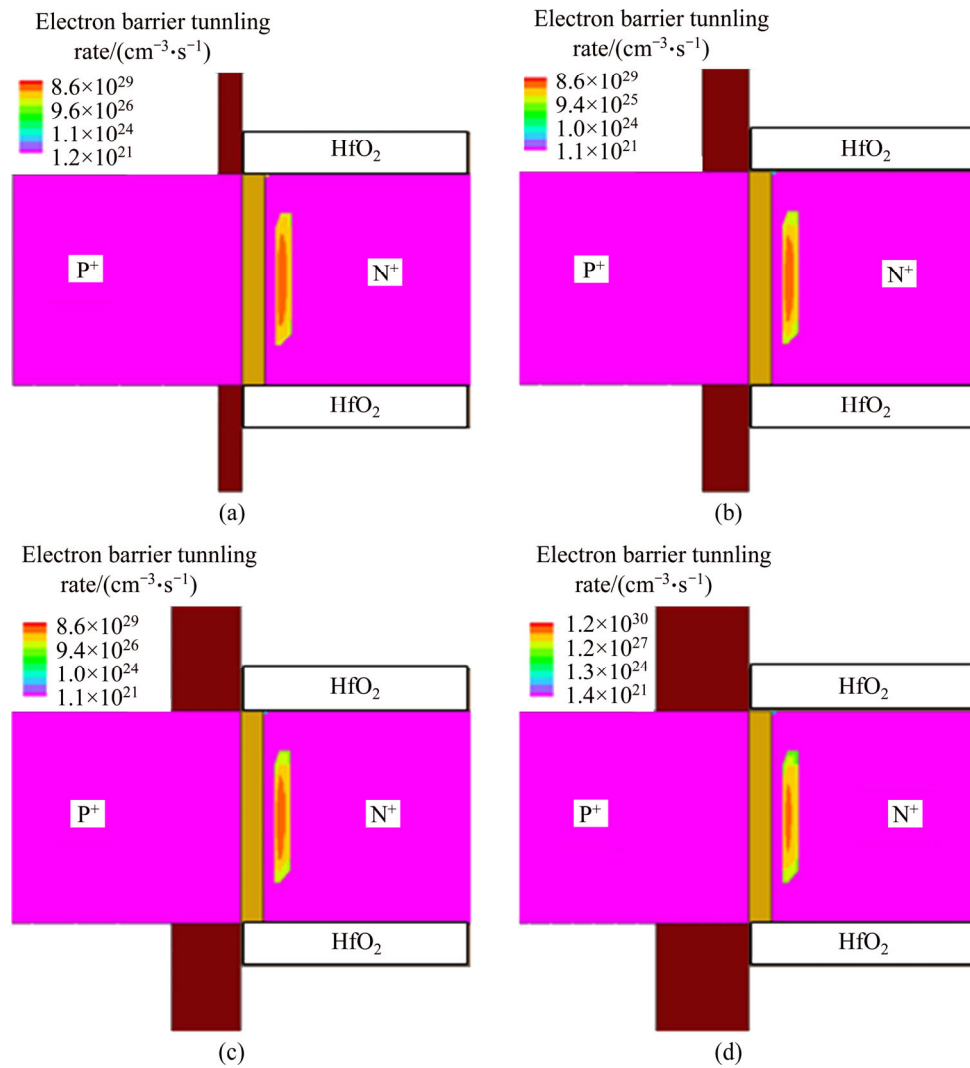 Electron barrier tunnling
rate/(cm⁻³·s⁻¹)
8.6×10²⁹
9.6×10²⁶
1.1×10²⁴
1.2×10²¹
HfO₂
P⁺
N⁺
HfO₂
(a)
Electron barrier tunnling
rate/(cm⁻³·s⁻¹)
8.6×10²⁹
9.4×10²⁵
1.0×10²⁴
1.1×10²¹
HfO₂
P⁺
N⁺
HfO₂
(b)
Electron barrier tunnling
rate/(cm⁻³·s⁻¹)
8.6×10²⁹
9.4×10²⁶
1.0×10²⁴
1.1×10²¹
HfO₂
P⁺
N⁺
HfO₂
(c)
Electron barrier tunnling
rate/(cm⁻³·s⁻¹)
1.2×10³⁰
1.2×10²⁷
1.3×10²⁴
1.4×10²¹
HfO₂
P⁺
N⁺
HfO₂
(d)